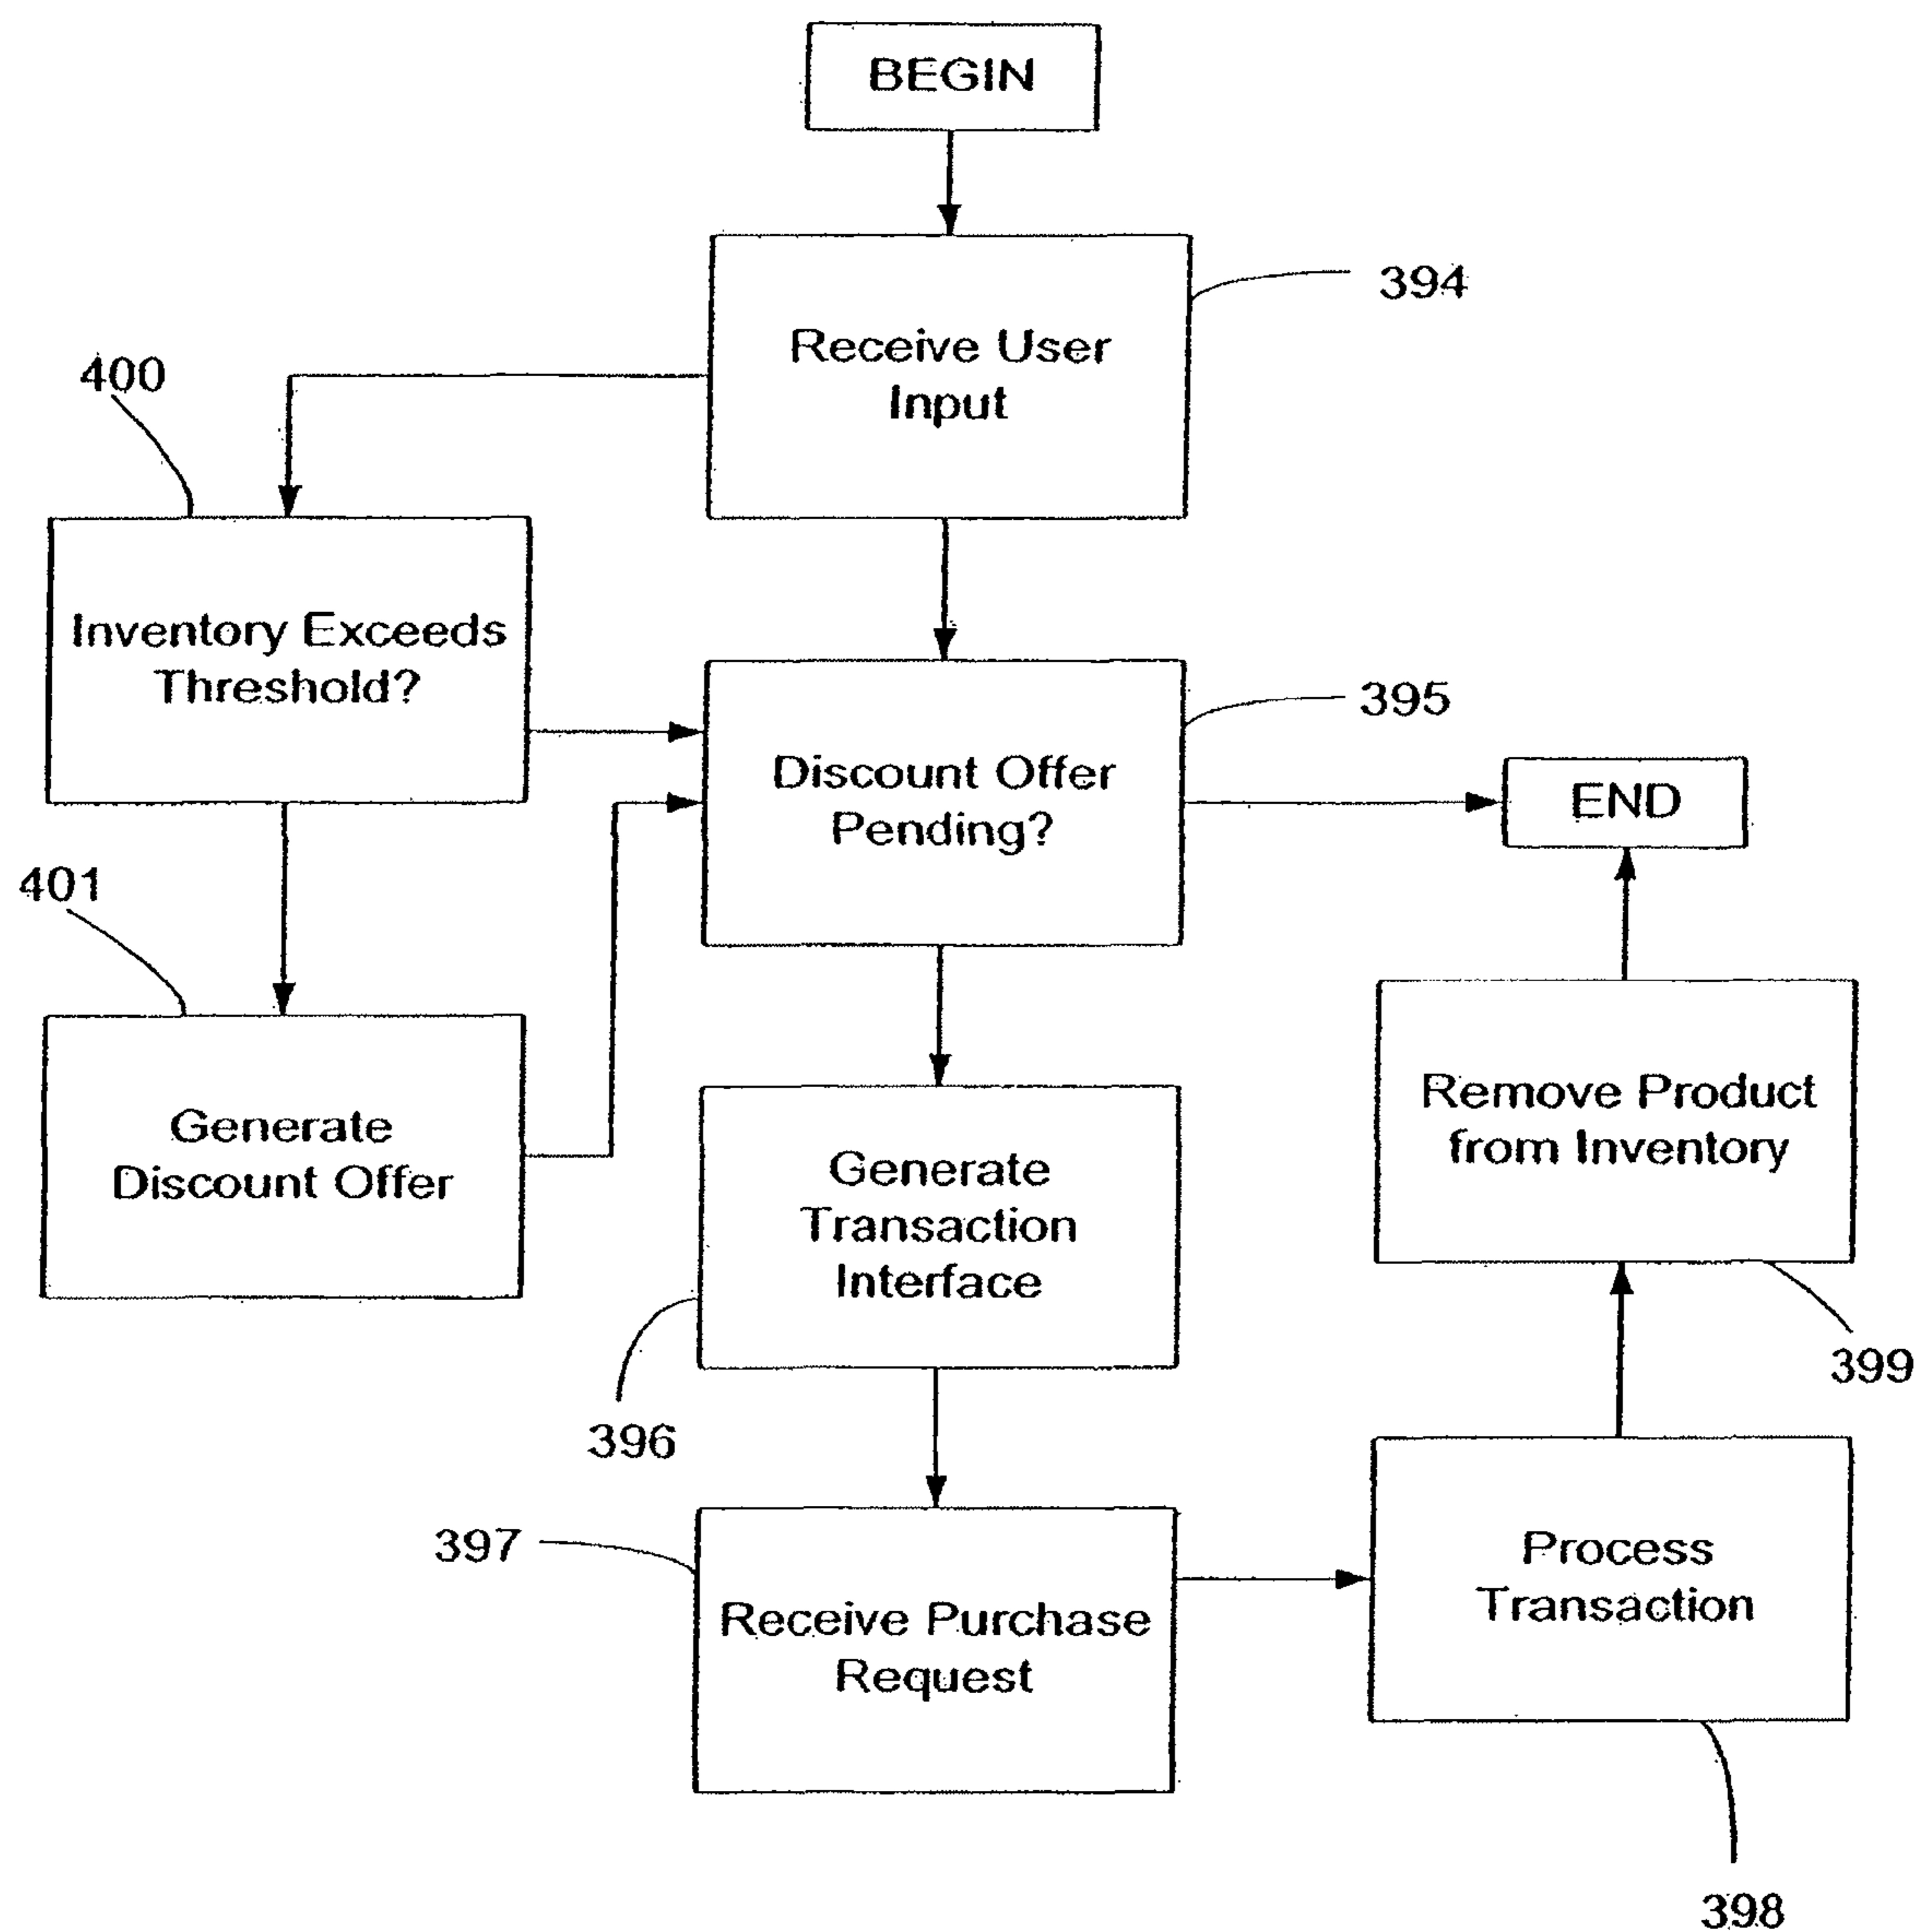 BEGIN
394
Receive User
Input
400
Inventory Exceeds
Threshold?
395
Discount Offer
Pending?
END
401
Generate
Discount Offer
Generate
Transaction
Interface
396
Remove Product
from Inventory
399
397
Receive Purchase
Request
Process
Transaction
398